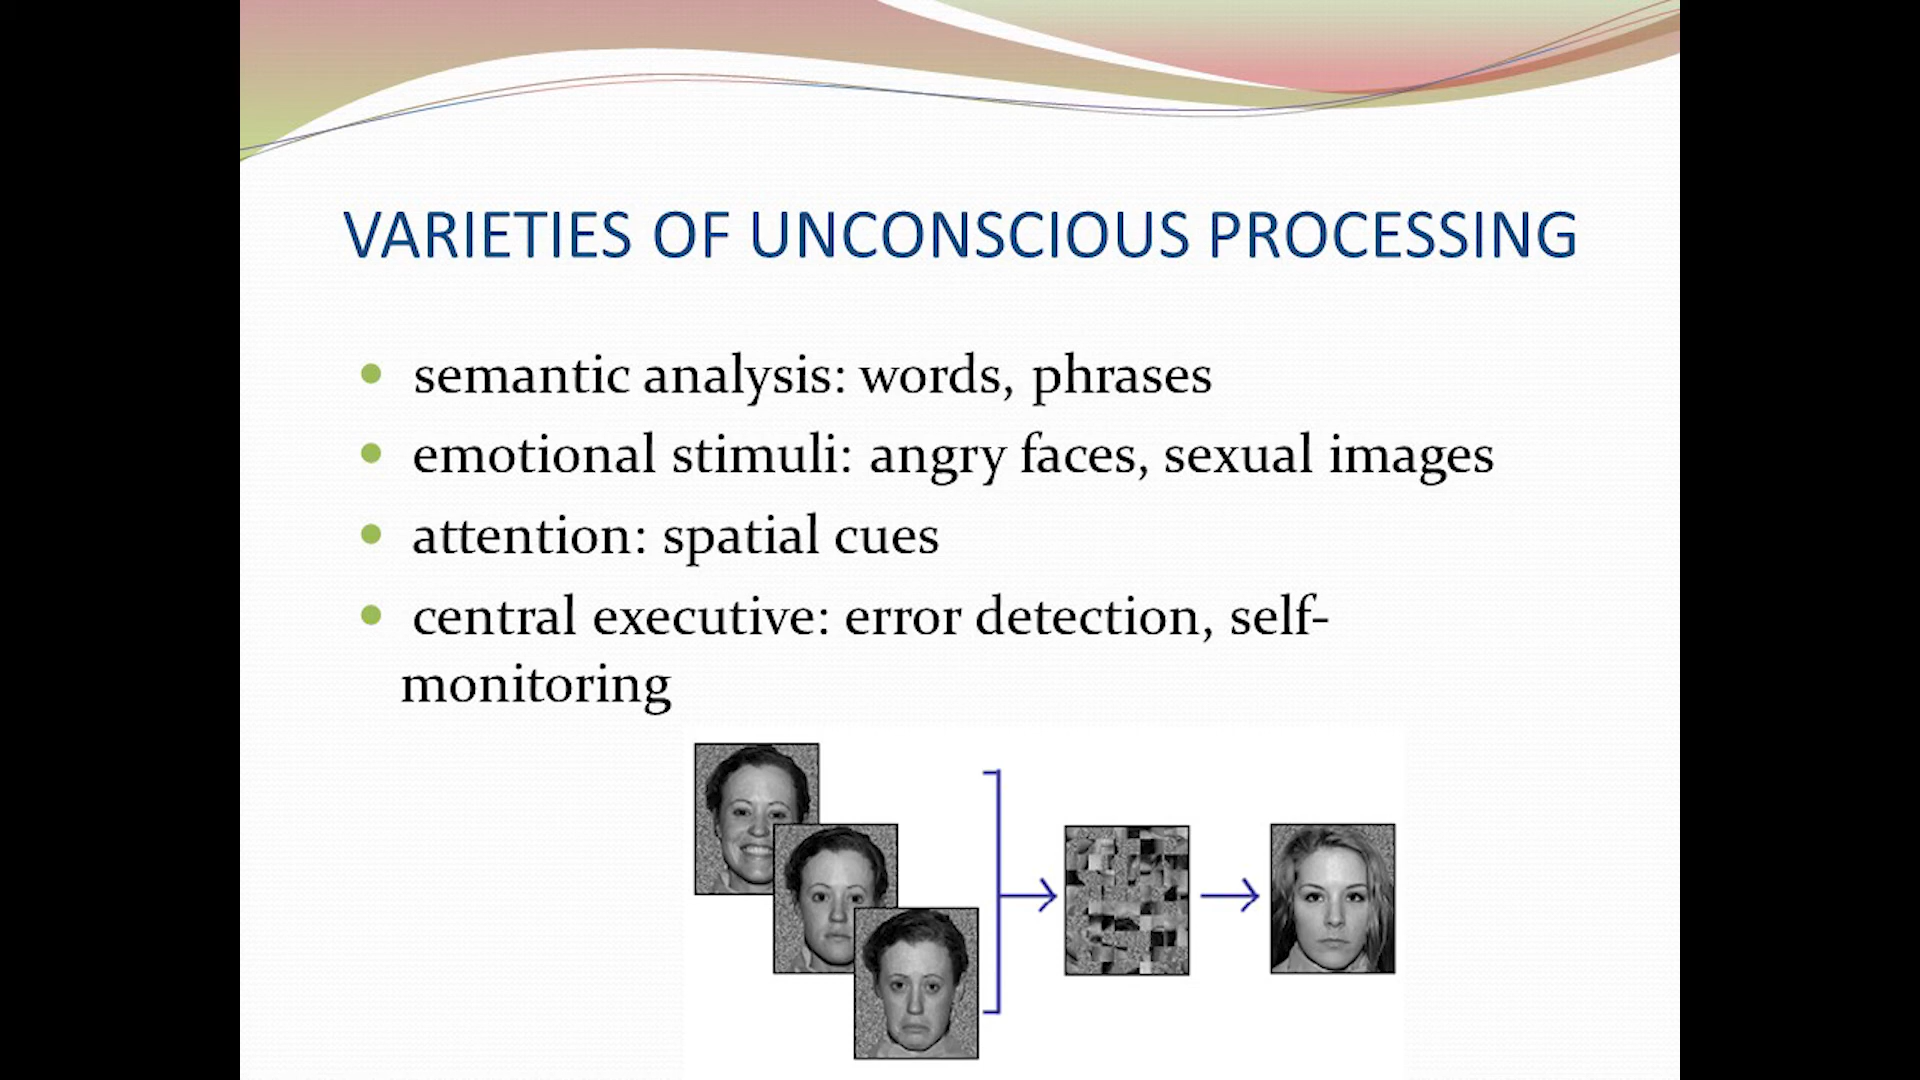 VARIETIES OF UNCONSCIOUS PROCESSING
semantic analysis: words, phrases
emotional stimuli: angry faces, sexual images
attention: spatial cues
central executive: error detection, self-
monitoring